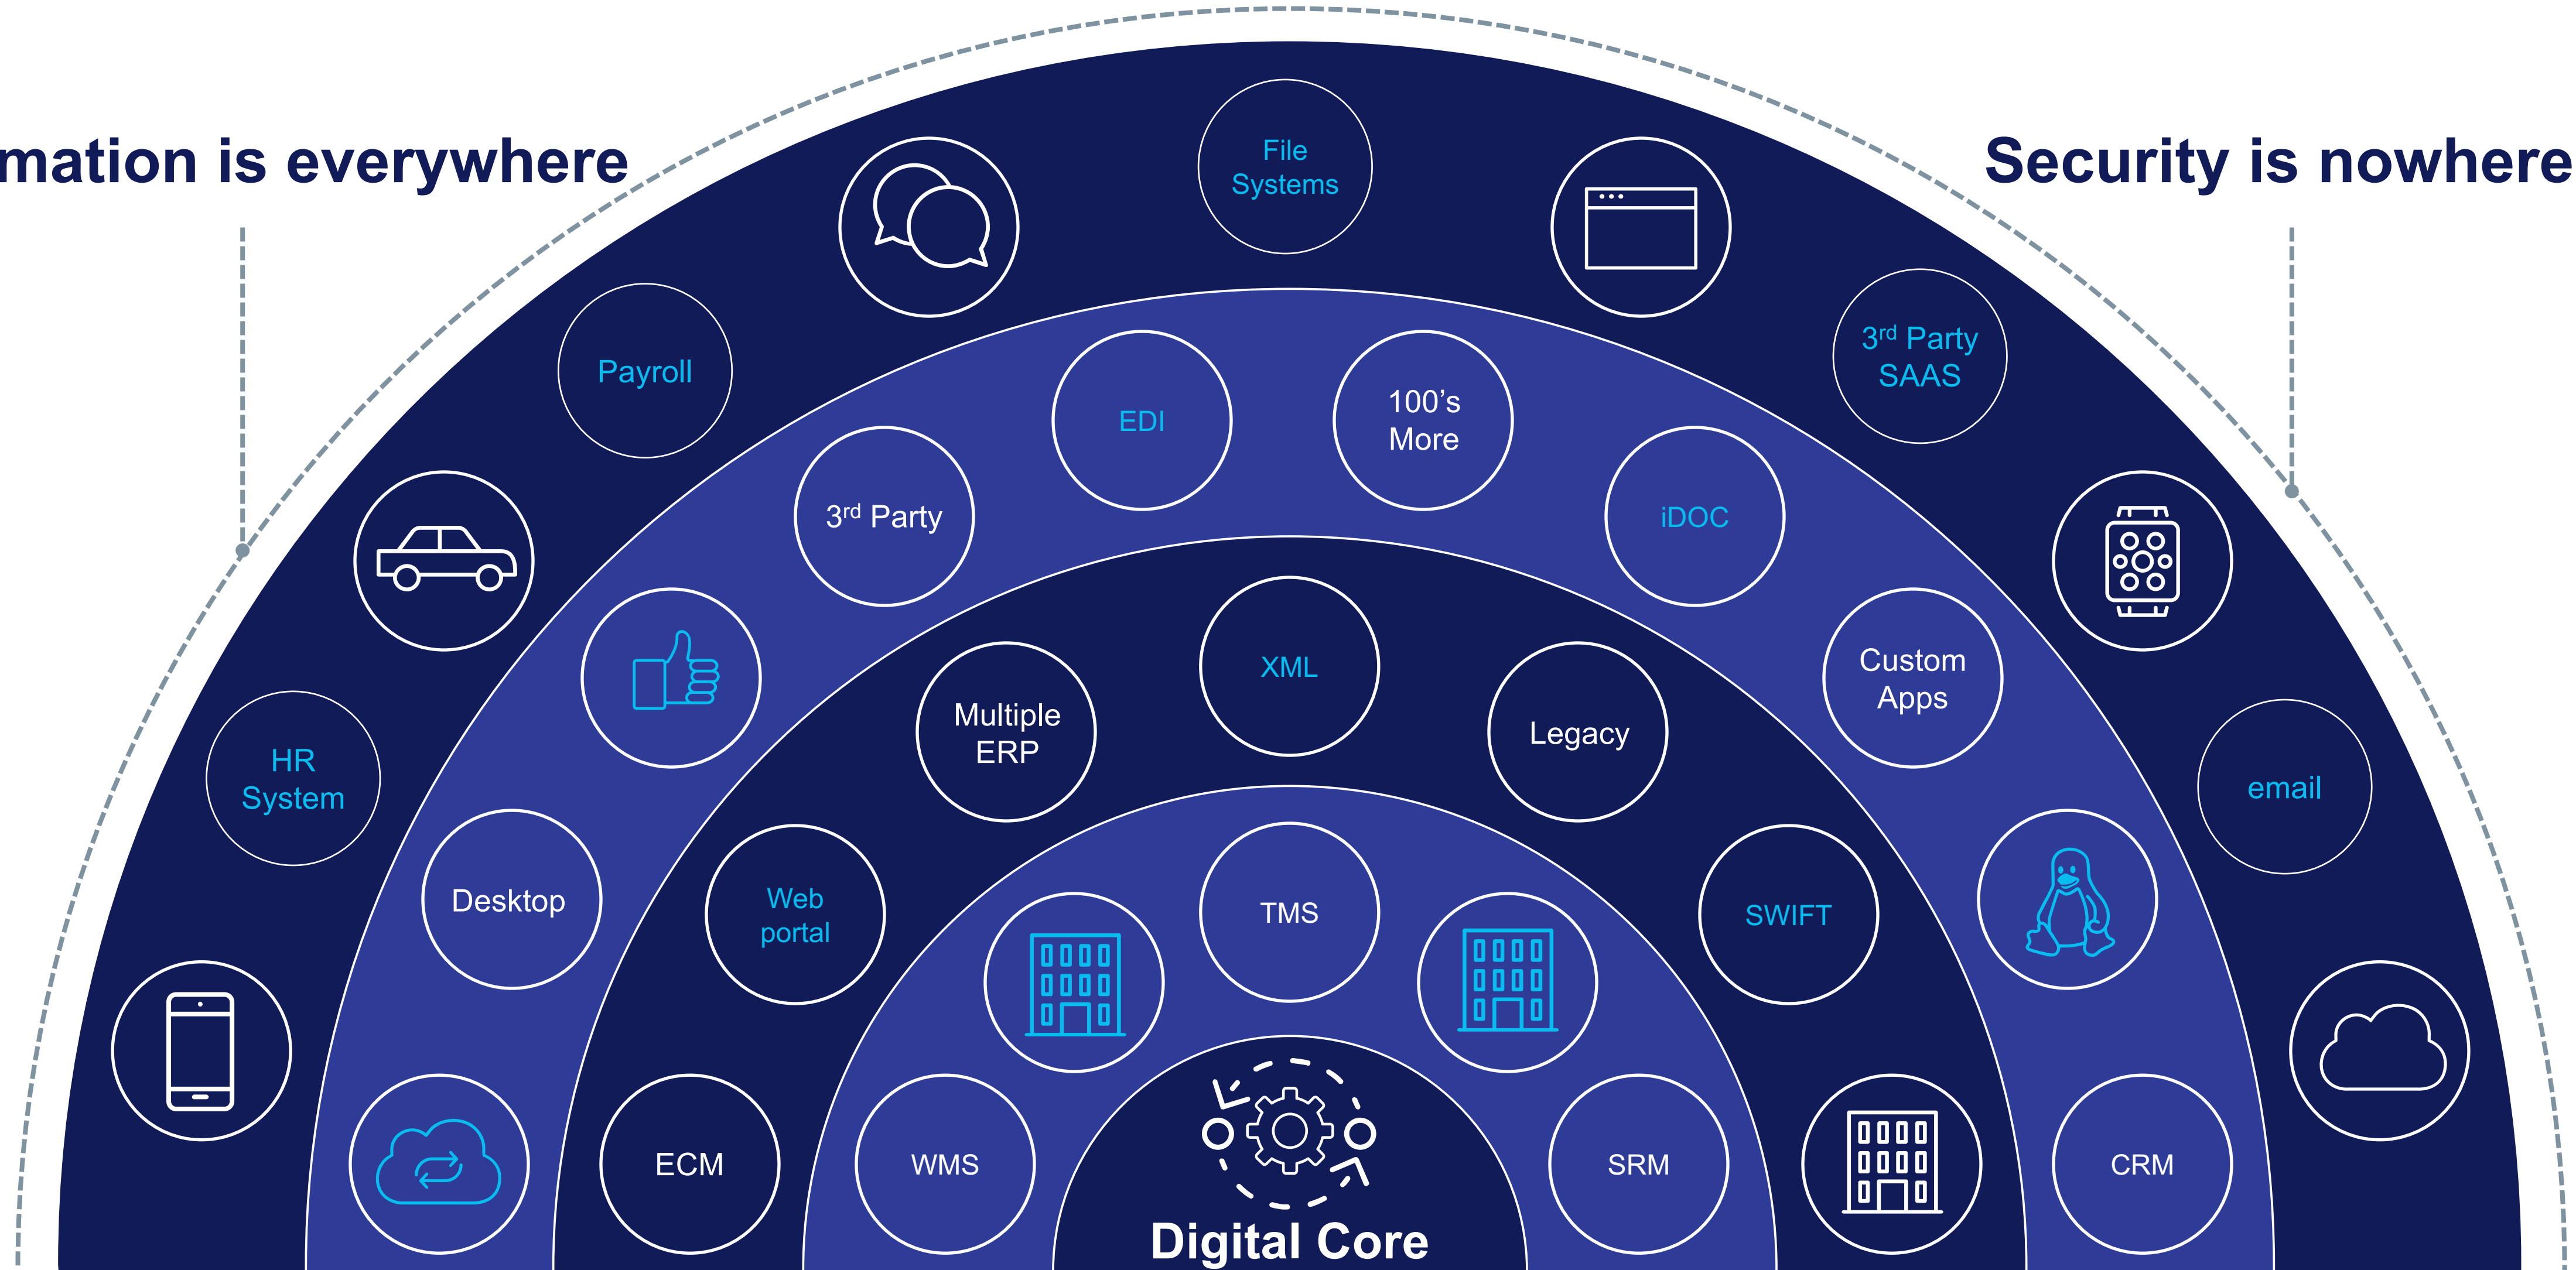 mation is everywhere
Security is nowhere
File
Systems
3rd Party
SAAS
Payroll
100's
More
EDI
3rd Party
iDOC
Custom
Apps
XML
Multiple
ERP
Legacy
HR
System
email
Desktop
Web
portal
TMS
SWIFT
ECM
WMS
SRM
CRM
Digital Core